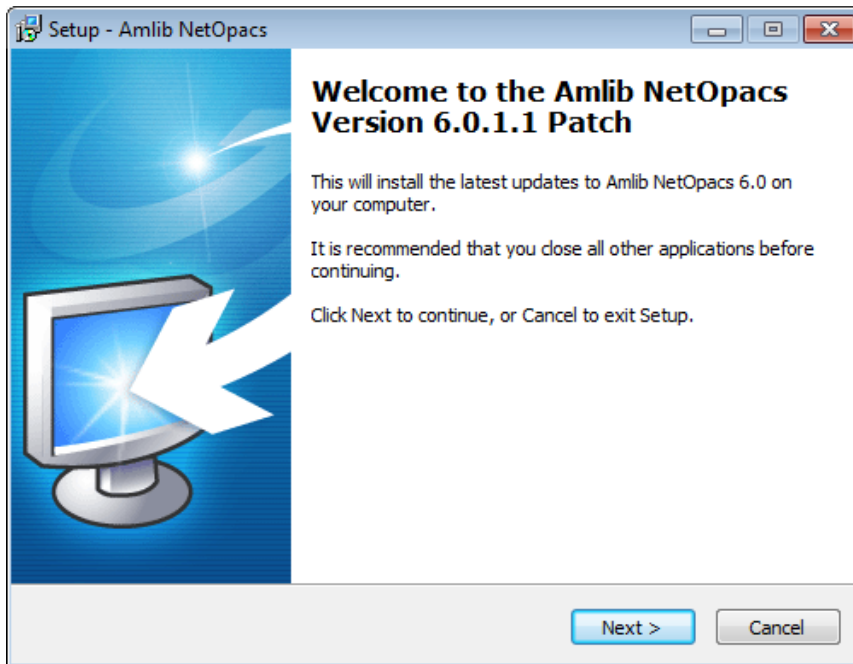 Setup - Amlib NetOpacs
Welcome to the Amlib NetOpacs
Version 6.0.1.1 Patch
This will install the latest updates to Amlib NetOpacs 6.0 on
your computer.
It is recommended that you close all other applications before
continuing.
Click Next to continue, or Cancel to exit Setup.
Next >
Cancel